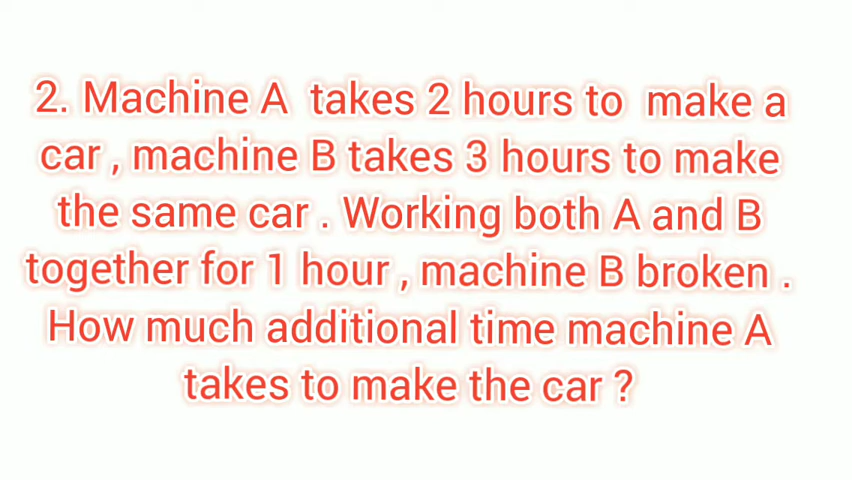 2. Machine A takes 2 hours to make a
car , machine B takes 3 hours to make
the same car . Working both A and B
together for 1 hour , machine B broken .
How much additional time machine A
takes to make the car ?